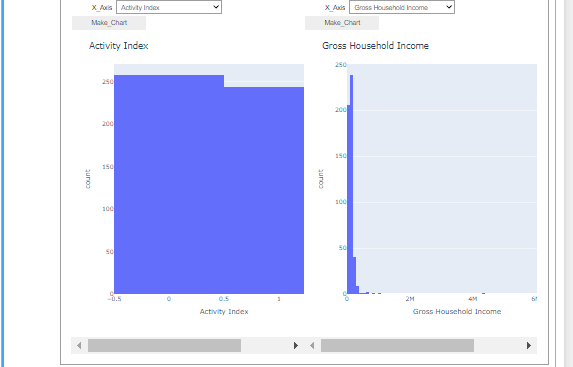 X_Axis Activity Index
X_Axis Gross Household Income
Make_Chart
Make_Chart
Activity Index
Gross Household Income
250
200
150
100
50
0
count
−0.5 0 0.5 1
Activity Index
250
200
150
100
50
0
count
0 2M 4M
Gross Household Income